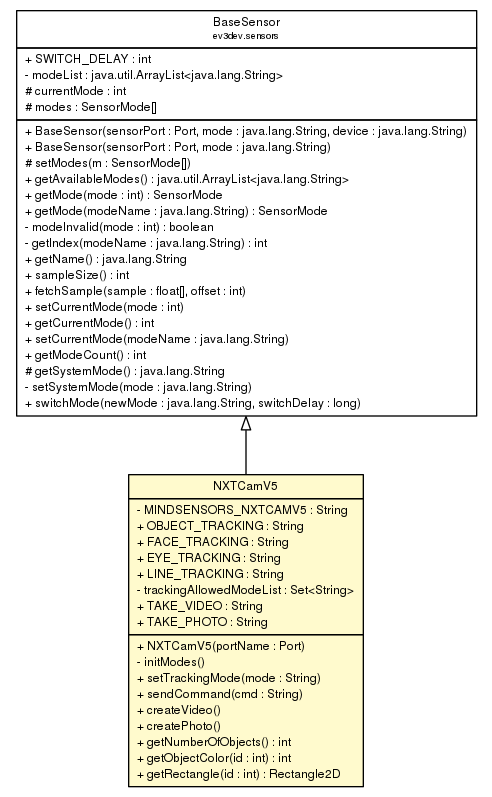 BaseSensor
ev3dev.sensors
+ SWITCH_DELAY : int
- modeList : java.util.ArrayList<java.lang.String>
# currentMode : int
# modes : SensorMode[]
+ BaseSensor(sensorPort : Port, mode : java.lang.String, device : java.lang.String)
+ BaseSensor(sensorPort : Port, mode : java.lang.String)
# setModes(m : SensorMode[])
+ getAvailableModes() : java.util.ArrayList<java.lang.String>
+ getMode(mode : int) : SensorMode
+ getMode(modeName : java.lang.String) : SensorMode
- modeInvalid(mode : int) : boolean
- getIndex(modeName : java.lang.String) : int
+ getName() : java.lang.String
+ sampleSize() : int
+ fetchSample(sample : float[], offset : int)
+ setCurrentMode(mode : int)
+ getCurrentMode() : int
+ setCurrentMode(modeName : java.lang.String)
+ getModeCount() : int
# getSystemMode() : java.lang.String
- setSystemMode(mode : java.lang.String)
+ switchMode(newMode : java.lang.String, switchDelay : long)
NXTCamV5
- MINDSENSORS_NXTCAMV5 : String
+ OBJECT_TRACKING : String
+ FACE_TRACKING : String
+ EYE_TRACKING : String
+ LINE_TRACKING : String
- trackingAllowedModeList : Set<String>
+ TAKE_VIDEO : String
+ TAKE_PHOTO : String
+ NXTCamV5(portName : Port)
- initModes()
+ setTrackingMode(mode : String)
+ sendCommand(cmd : String)
+ createVideo()
+ createPhoto()
+ getNumberOfObjects() : int
+ getObjectColor(id : int) : int
+ getRectangle(id : int) : Rectangle2D